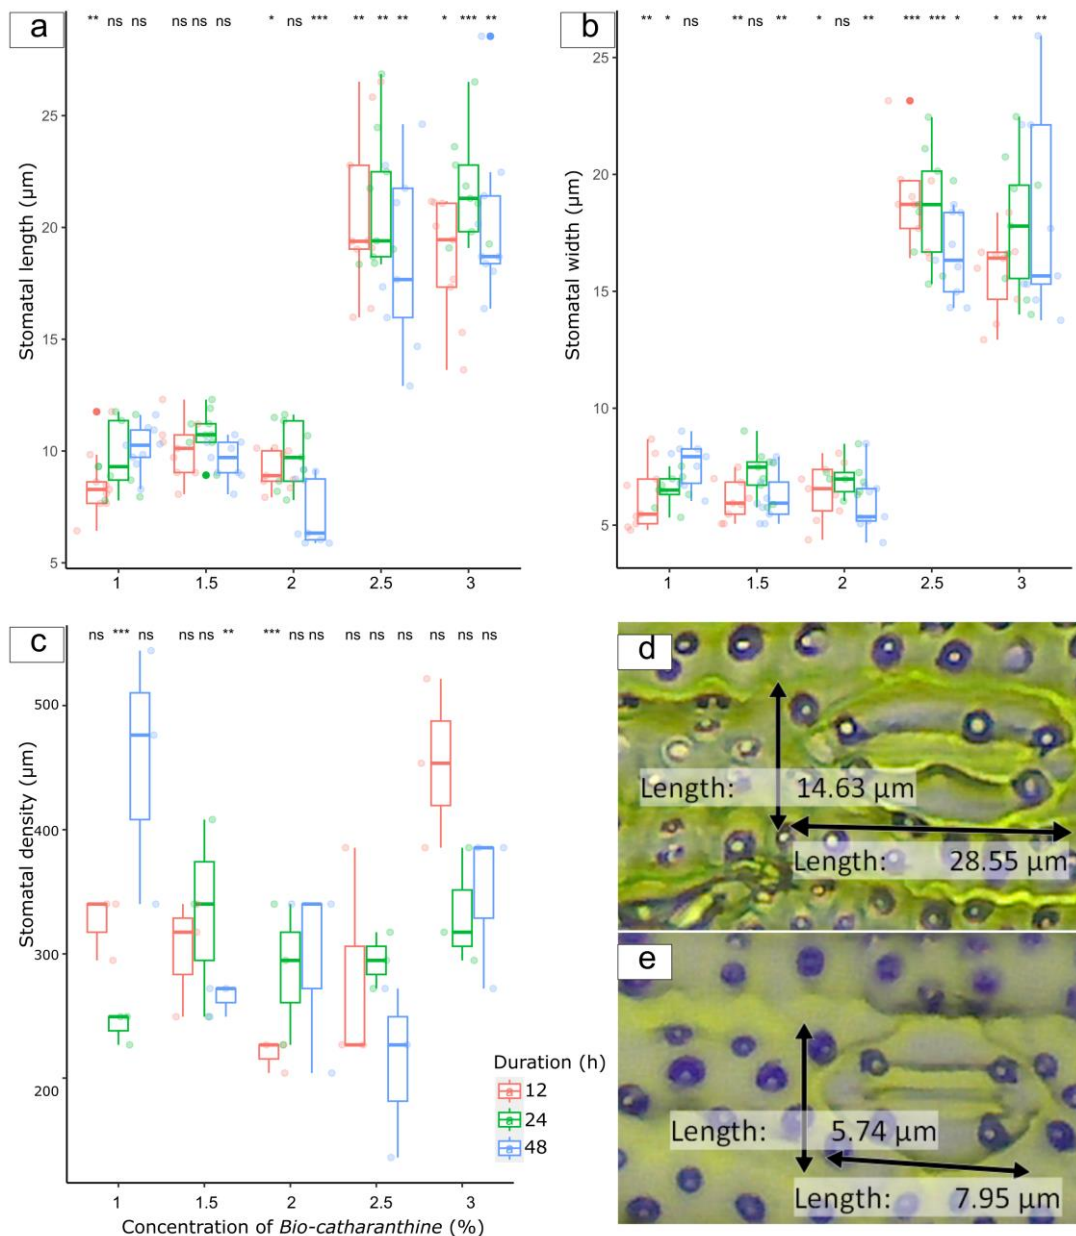 a
** ns ns ns ns ns * ns *** ** ** ** * *** **
Stomatal length (µm)
25
20
15
10
5
1 1.5 2 2.5 3
b
** * ns ** ns ** * ns ** *** *** * * ** **
Stomatal width (µm)
25
20
15
10
5
1 1.5 2 2.5 3
c
ns *** ns ns ns ** *** ns ns ns ns ns ns ns ns
Stomatal density (µm)
500
400
300
200
1 1.5 2 2.5 3
Concentration of Bio-catharanthine (%)
Duration (h)
a 12
a 24
a 48
d
Length: 14.63 µm
Length: 28.55 µm
e
Length: 5.74 µm
Length: 7.95 µm